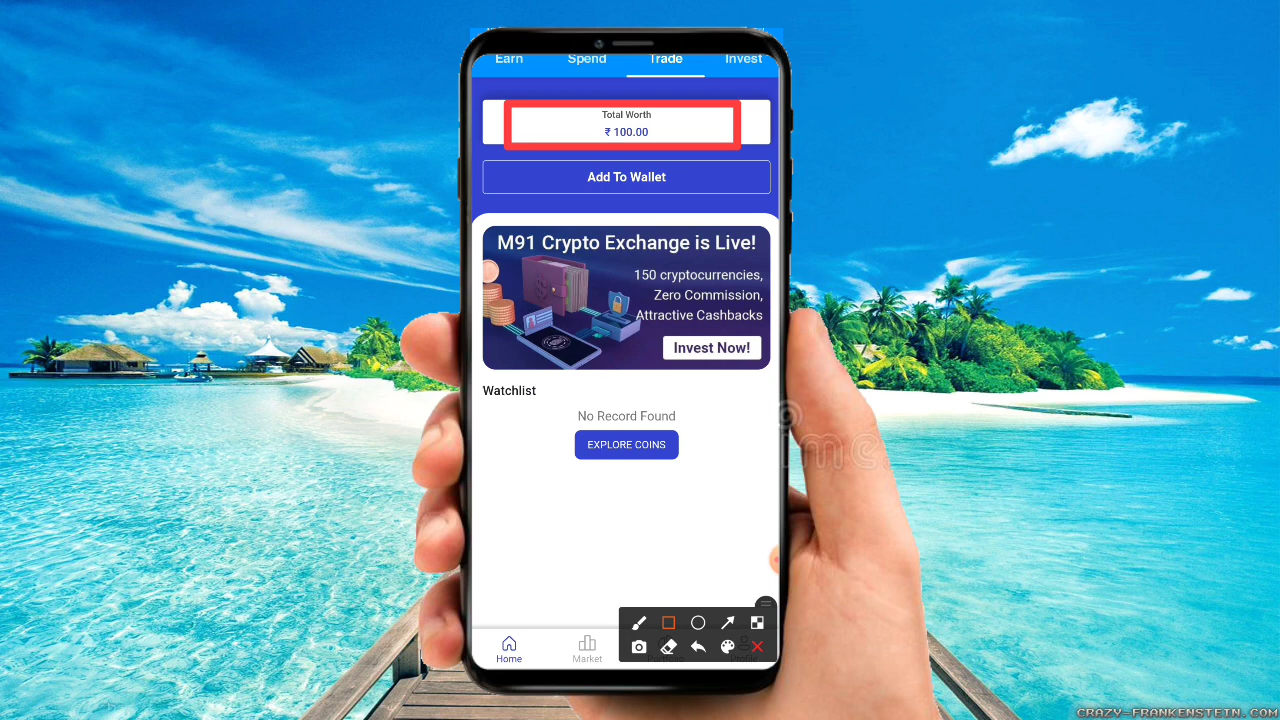 Earn Spend Trade Invest
Total Worth
₹ 100.00
Add To Wallet
M91 Crypto Exchange is Live!
150 cryptocurrencies,
Zero Commission,
Attractive Cashbacks
Invest Now!
Watchlist
No Record Found
EXPLORE COINS
Home Market
CRAZY-FRANKENSTEIN.COM